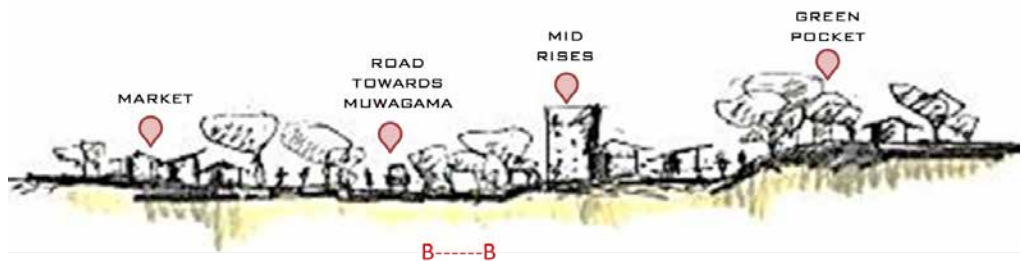 MARKET
ROAD
TOWARDS
MUWAGAMA
MID
RISES
GREEN
POCKET
B------B